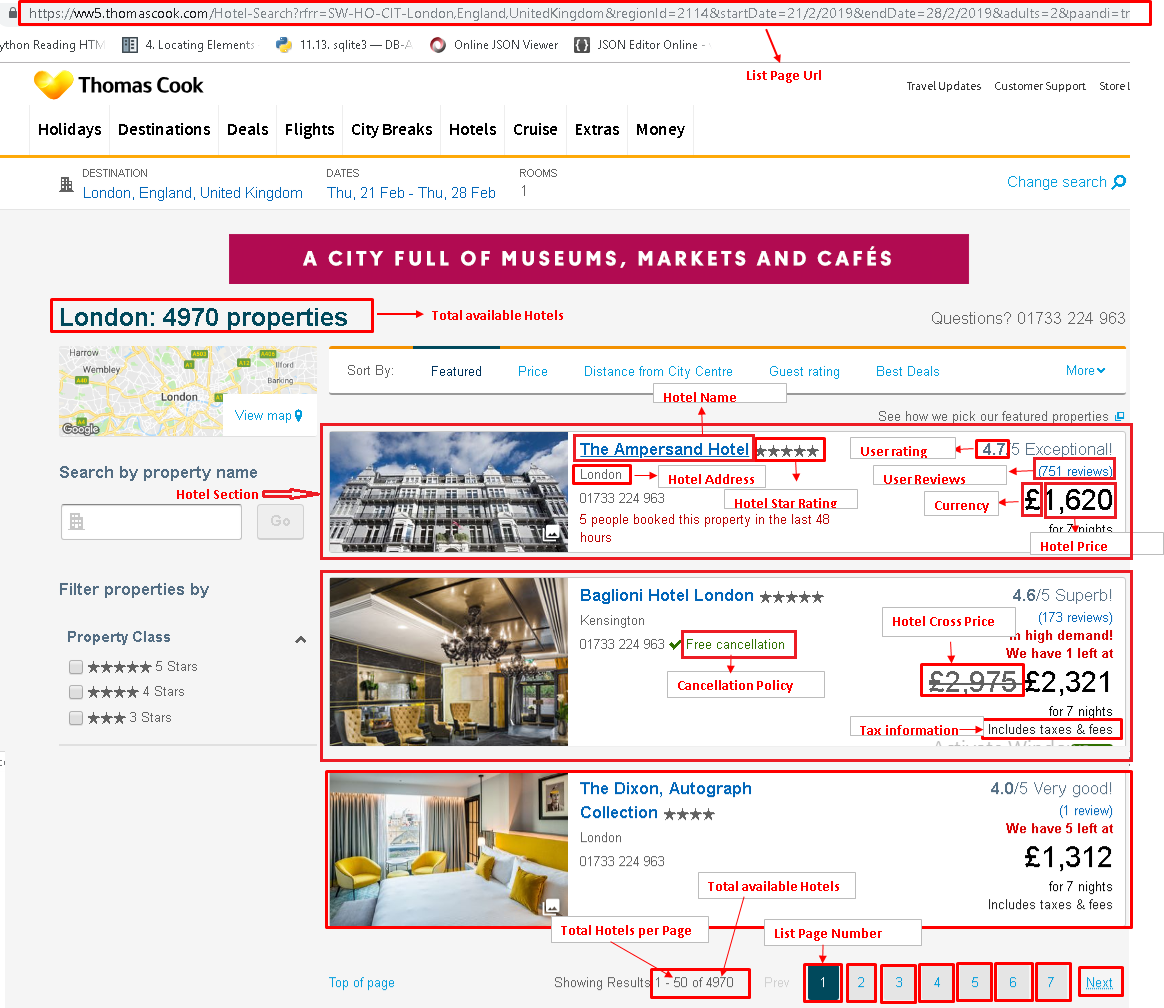 https://ww5.thomascook.com/Hotel-Search?rfrr=SW-HO-CIT-London,England,UnitedKingdom&regionId=2114&startDate=21/2/2019&endDate=28/2/2019&adults=2&paandi=tr
ython Reading HTM 4. Locating Elements 11.13. sqlite3 — DB-A Online JSON Viewer JSON Editor Online -
List Page Url
Thomas Cook
Travel Updates Customer Support Store
Holidays Destinations Deals Flights City Breaks Hotels Cruise Extras Money
DESTINATION DATES ROOMS
London, England, United Kingdom Thu, 21 Feb - Thu, 28 Feb 1
Change search
A CITY FULL OF MUSEUMS, MARKETS AND CAFÉS
London: 4970 properties
Total available Hotels
Questions? 01733 224 963
Harrow
Wembley
London
Ilford
Barking
A503 A406 A1 A12 A40
Google
View map
Sort By: Featured Price Distance from City Centre Guest rating Best Deals More
Hotel Name
See how we pick our featured properties
Search by property name
Hotel Section
Go
The Ampersand Hotel
User rating
4.7/5 Exceptional!
London
Hotel Address
User Reviews
(751 reviews)
01733 224 963
Hotel Star Rating
Currency
£1,620
5 people booked this property in the last 48
hours
for 7 nights
Hotel Price
Filter properties by
Property Class
5 Stars
4 Stars
3 Stars
Baglioni Hotel London
4.6/5 Superb!
Kensington
(173 reviews)
Hotel Cross Price
n high demand!
01733 224 963 Free cancellation
We have 1 left at
Cancellation Policy
£2,975 £2,321
for 7 nights
Tax information
Includes taxes & fees
The Dixon, Autograph
Collection
4.0/5 Very good!
(1 review)
London
We have 5 left at
01733 224 963
£1,312
for 7 nights
Includes taxes & fees
Total available Hotels
Total Hotels per Page
List Page Number
Top of page
Showing Results 1 - 50 of 4970
Prev 1 2 3 4 5 6 7 Next